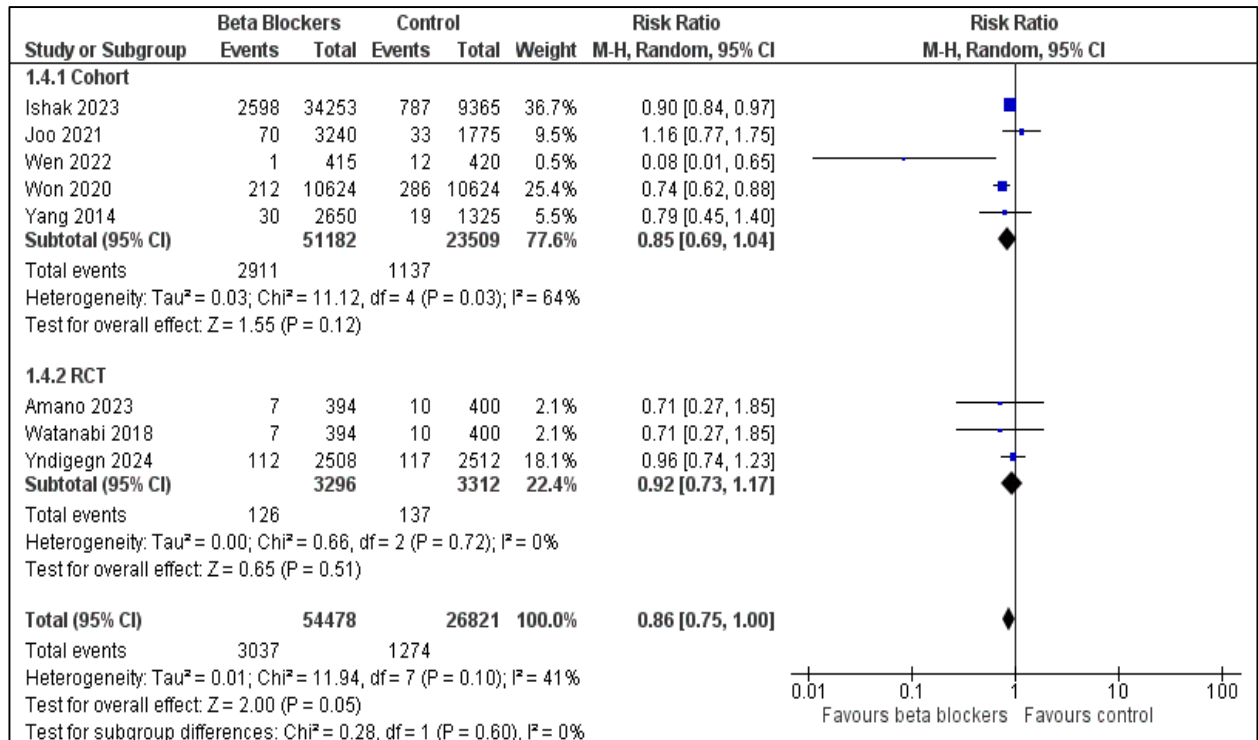 Beta Blockers Control Risk Ratio Risk Ratio
Study or Subgroup Events Total Events Total Weight M-H, Random, 95% CI M-H, Random, 95% CI
1.4.1 Cohort
Ishak 2023 2598 34253 787 9365 36.7% 0.90 [0.84, 0.97]
Joo 2021 70 3240 33 1775 9.5% 1.16 [0.77, 1.75]
Wen 2022 1 415 12 420 0.5% 0.08 [0.01, 0.65]
Won 2020 212 10624 286 10624 25.4% 0.74 [0.62, 0.88]
Yang 2014 30 2650 19 1325 5.5% 0.79 [0.45, 1.40]
Subtotal (95% CI) 51182 23509 77.6% 0.85 [0.69, 1.04]
Total events 2911 1137
Heterogeneity: Tau² = 0.03; Chi² = 11.12, df = 4 (P = 0.03); I² = 64%
Test for overall effect: Z = 1.55 (P = 0.12)
1.4.2 RCT
Amano 2023 7 394 10 400 2.1% 0.71 [0.27, 1.85]
Watanabi 2018 7 394 10 400 2.1% 0.71 [0.27, 1.85]
Yndigegn 2024 112 2508 117 2512 18.1% 0.96 [0.74, 1.23]
Subtotal (95% CI) 3296 3312 22.4% 0.92 [0.73, 1.17]
Total events 126 137
Heterogeneity: Tau² = 0.00; Chi² = 0.66, df = 2 (P = 0.72); I² = 0%
Test for overall effect: Z = 0.65 (P = 0.51)
Total (95% CI) 54478 26821 100.0% 0.86 [0.75, 1.00]
Total events 3037 1274
Heterogeneity: Tau² = 0.01; Chi² = 11.94, df = 7 (P = 0.10); I² = 41%
Test for overall effect: Z = 2.00 (P = 0.05)
Test for subgroup differences: Chi² = 0.28, df = 1 (P = 0.60), I² = 0%
0.01 0.1 1 10 100
Favours beta blockers Favours control